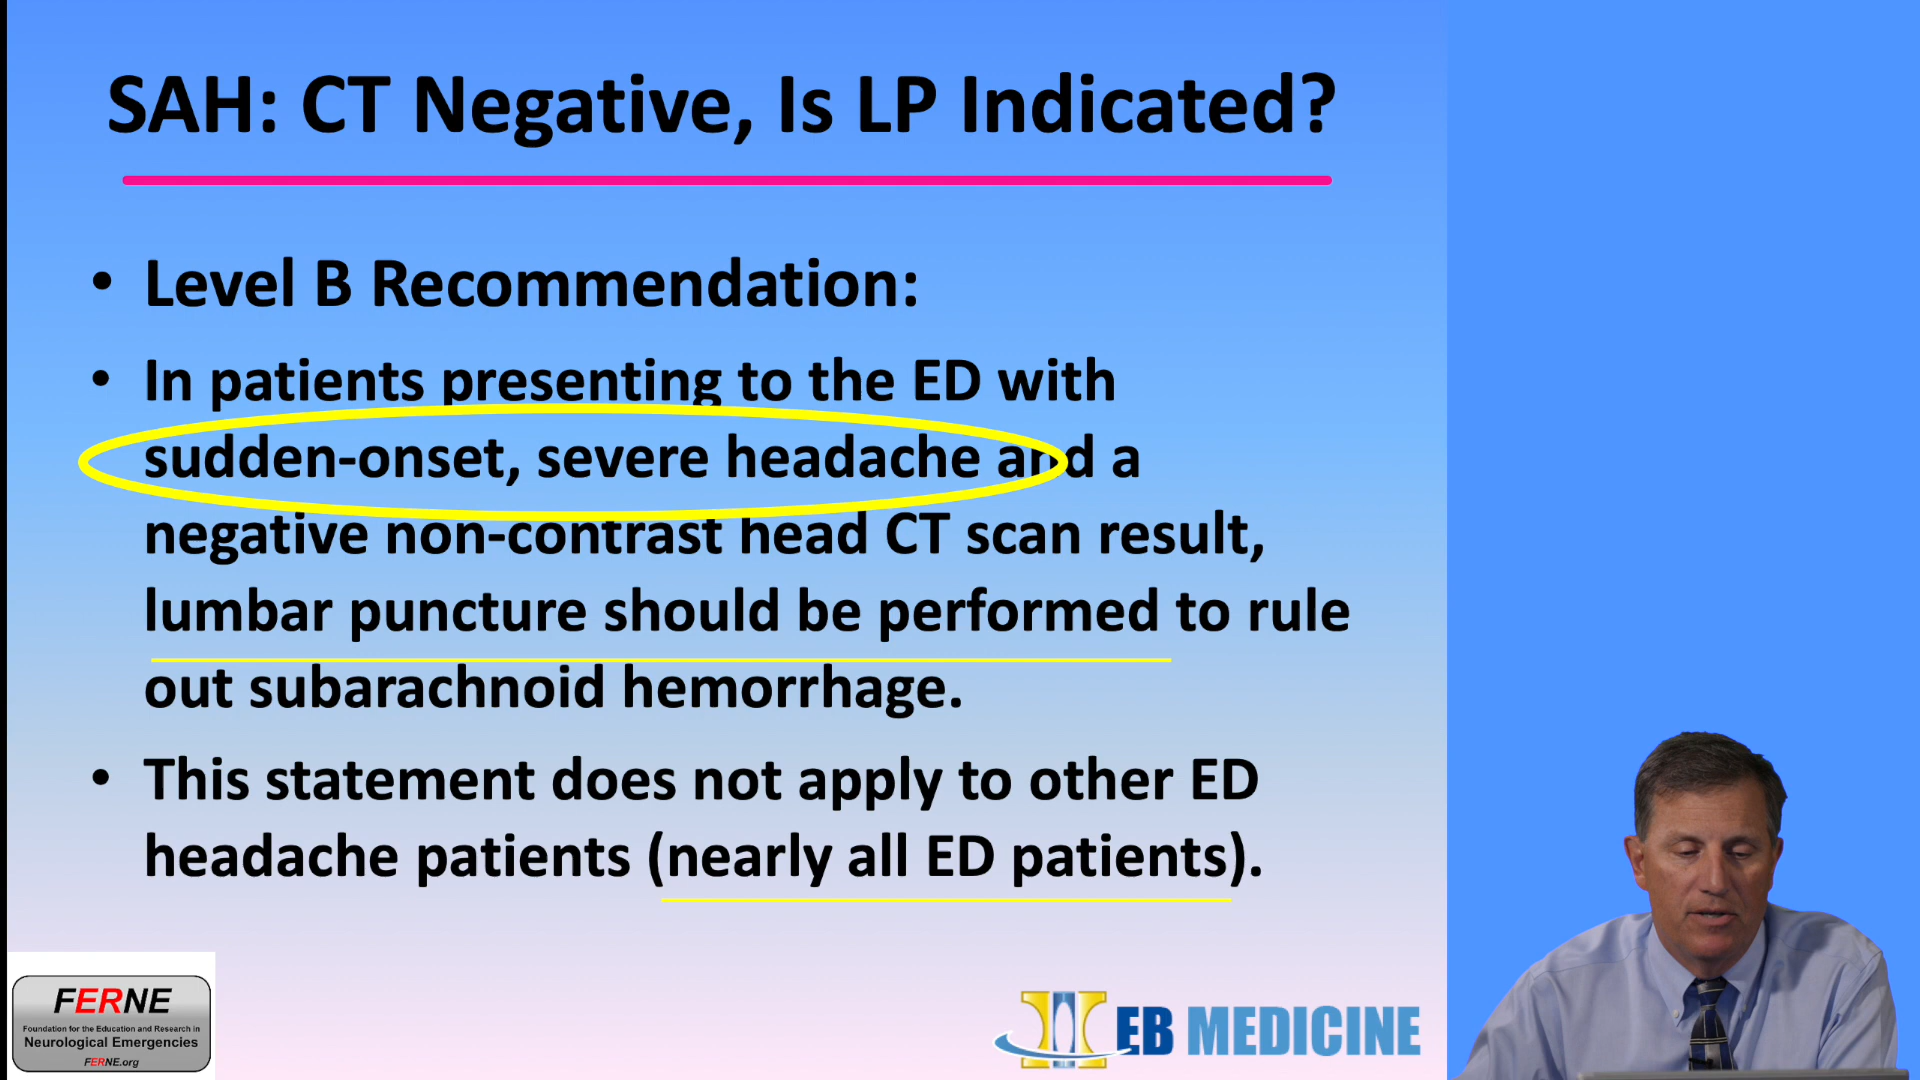 SAH: CT Negative, Is LP Indicated?
• Level B Recommendation:
• In patients presenting to the ED with
sudden-onset, severe headache and a
negative non-contrast head CT scan result,
lumbar puncture should be performed to rule
out subarachnoid hemorrhage.
• This statement does not apply to other ED
headache patients (nearly all ED patients).
FERNE
Foundation for the Education and Research in
Neurological Emergencies
FERNE.org
EB MEDICINE